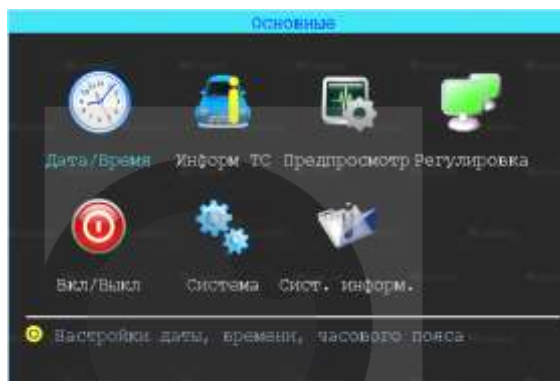 Основные
Дата/Время Информ ТС Предпросмотр Регулировка
Вкл/Выкл Система Сист. информ.
Настройки даты, времени, часового пояса